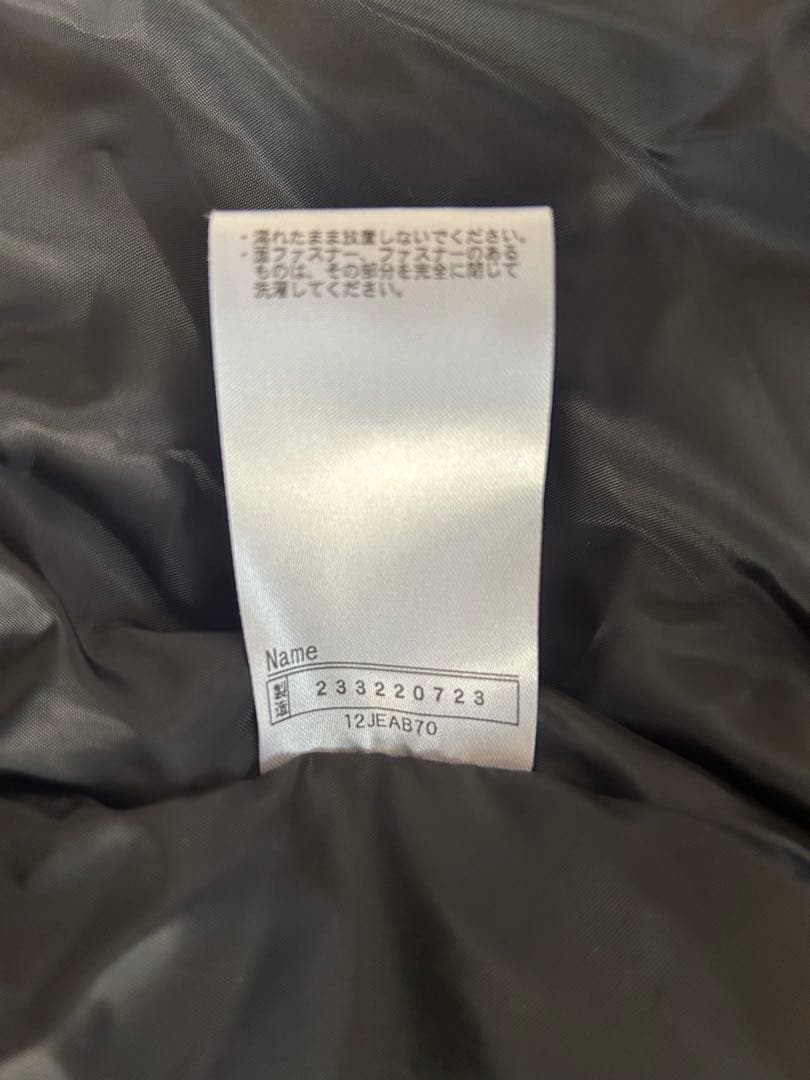 ・濡れたまま放置しないでください。
・面ファスナー、ファスナーのある
ものは、その部分を完全に閉じて
洗濯してください。
Name
製造 233220723
12JEAB70